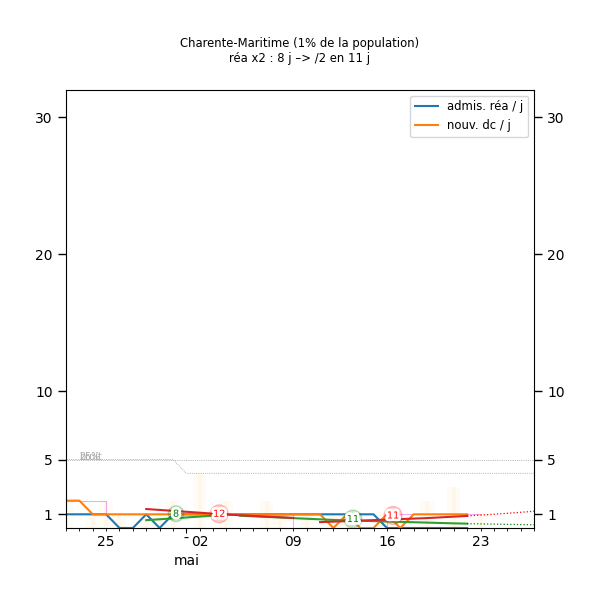 Charente-Maritime (1% de la population)
réa x2 : 8 j –> /2 en 11 j
admis. réa / j
nouv. dc / j
30 30
20 20
10 10
5 25% 5
1 8 12 11 11 1
25 - 02 09 16 23
mai